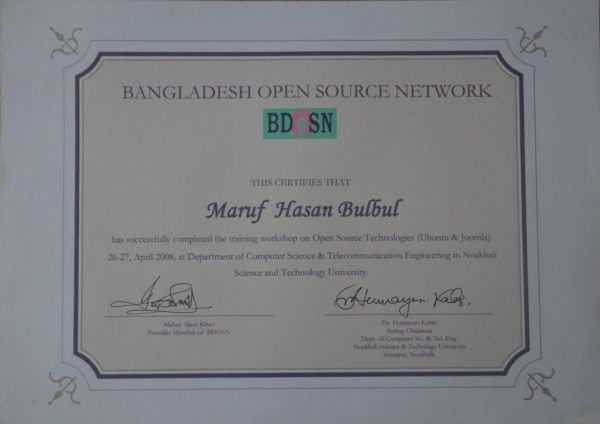 BANGLADESH OPEN SOURCE NETWORK
BDOSN
THIS CERTIFIES THAT
Maruf Hasan Bulbul
has successfully completed the training workshop on Open Source Technologies (Ubuntu & Joomla)
26-27, April 2008, at Department of Computer Science & Telecommunication Engineering in Noakhali
Science and Technology University.
Humayun Kabir.
Mahay Alam Khan
Founder Member of BDOSN
Dr. Humayun Kabir
Acting Chairman
Dept. of Computer Sci. & Tel. Eng.
Noakhali Science & Technology University
Sonapur, Noakhali.